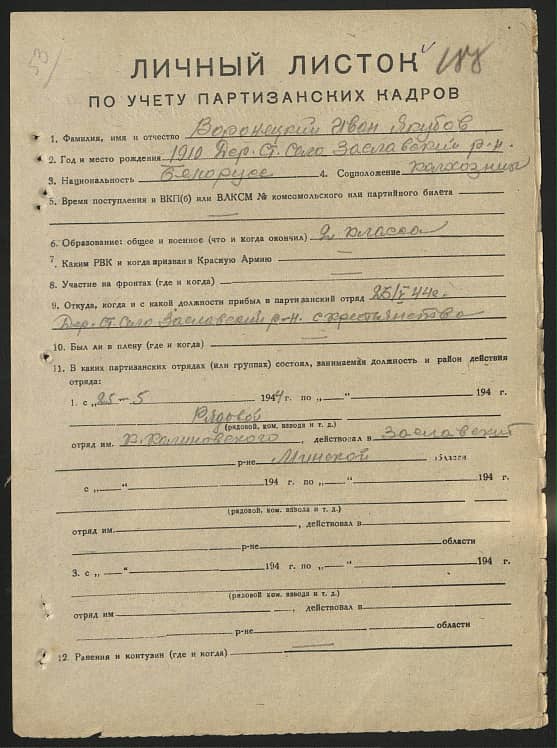 53/
188
ЛИЧНЫЙ ЛИСТОК
ПО УЧЕТУ ПАРТИЗАНСКИХ КАДРОВ
1. Фамилия, имя и отчество Воронецкий Иван Якубов
2. Год и место рождения 1910 Дер. Ст. Село Заславский р-н.
3. Национальность Белорусс 4. Соцположение колхозниц
5. Время поступления и ВКП(б) или ВЛКСМ № комсомольского или партийного билета
—
6. Образование: общее и военное (что и когда окончил) 2 класса
7. Каким РВК и когда призван в Красную Армию —
8. Участие на фронтах (где и когда) —
9. Откуда, когда и с какой должности прибыл в партизанский отряд 25/V 44г.
Дер. Ст. Село Заславский р-н. с крестьянства
10. Был ли в плену (где и когда) —
11. В каких партизанских отрядах (или группах) состоял, занимаемая должность и район действия
отряда:
1. с „25 – 5 1944 г. по „ — “ 194 г.
Рядовой
(рядовой, ком. взвода и т. д.)
отряд им. К. Калиновского, действовал в Заславский
р-не Минской области
с „ — “ 194 г. по „ — “ 194 г.
(рядовой, ком. взвода и т. д.)
отряд им. , действовал в
р-не области
3. с „ — “ 194 г. по „ — “ 194 г.
(рядовой, ком. взвода и т. д.)
отряд им , действовал в
р-не области
12. Ранения и контузии (где и когда) —